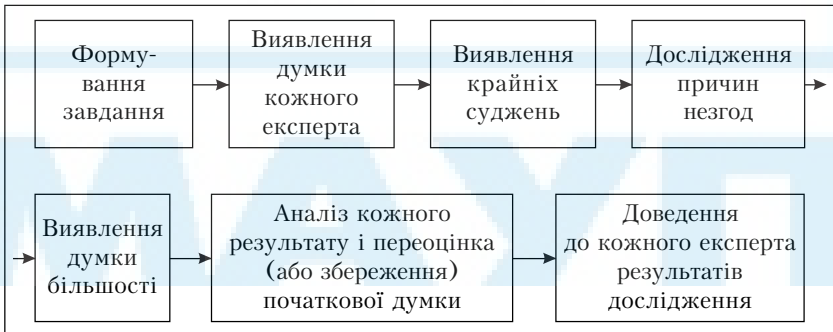 Форму-
вання
завдання
Виявлення
думки
кожного
експерта
Виявлення
крайніх
суджень
Дослідження
причин
незгод
Виявлення
думки
більшості
Аналіз кожного
результату і переоцінка
(або збереження)
початкової думки
Доведення
до кожного експерта
результатів
дослідження
МАУП